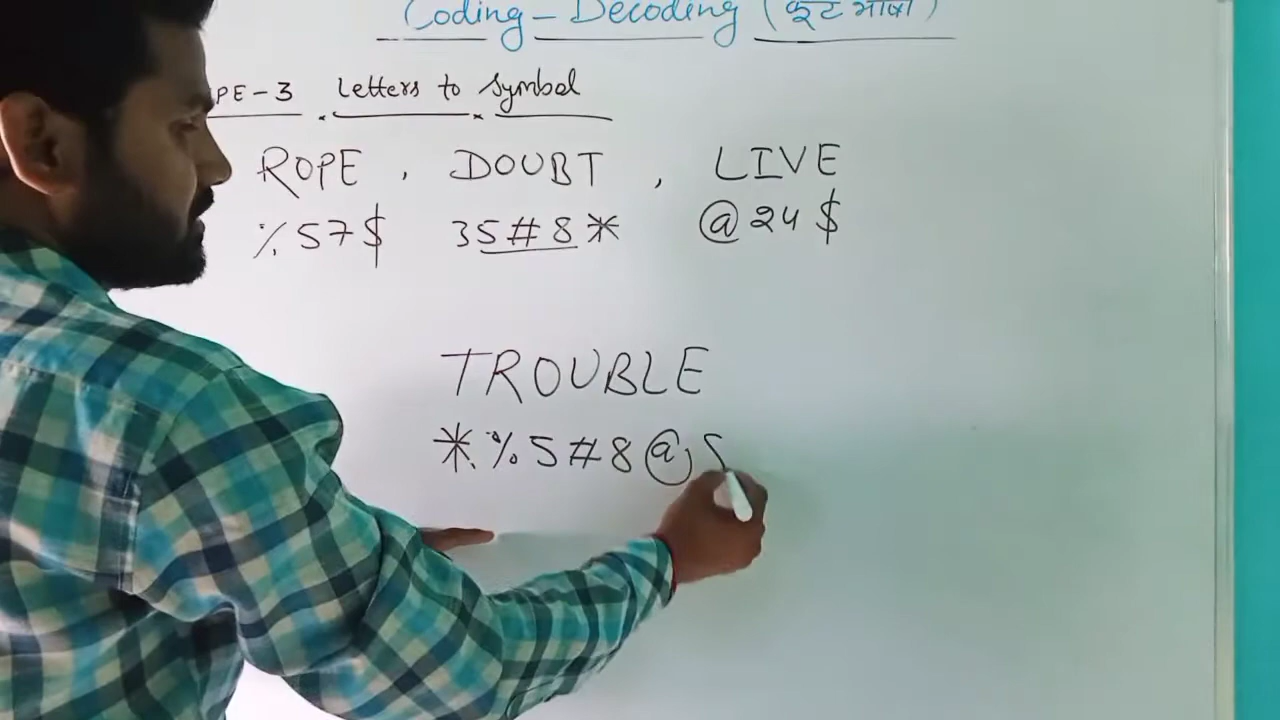 Coding - Decoding (कूट भाषा)
PE-3 Letters to Symbol
ROPE , DOUBT , LIVE
%57$ 35#8* @24$
TROUBLE
*%5#8@